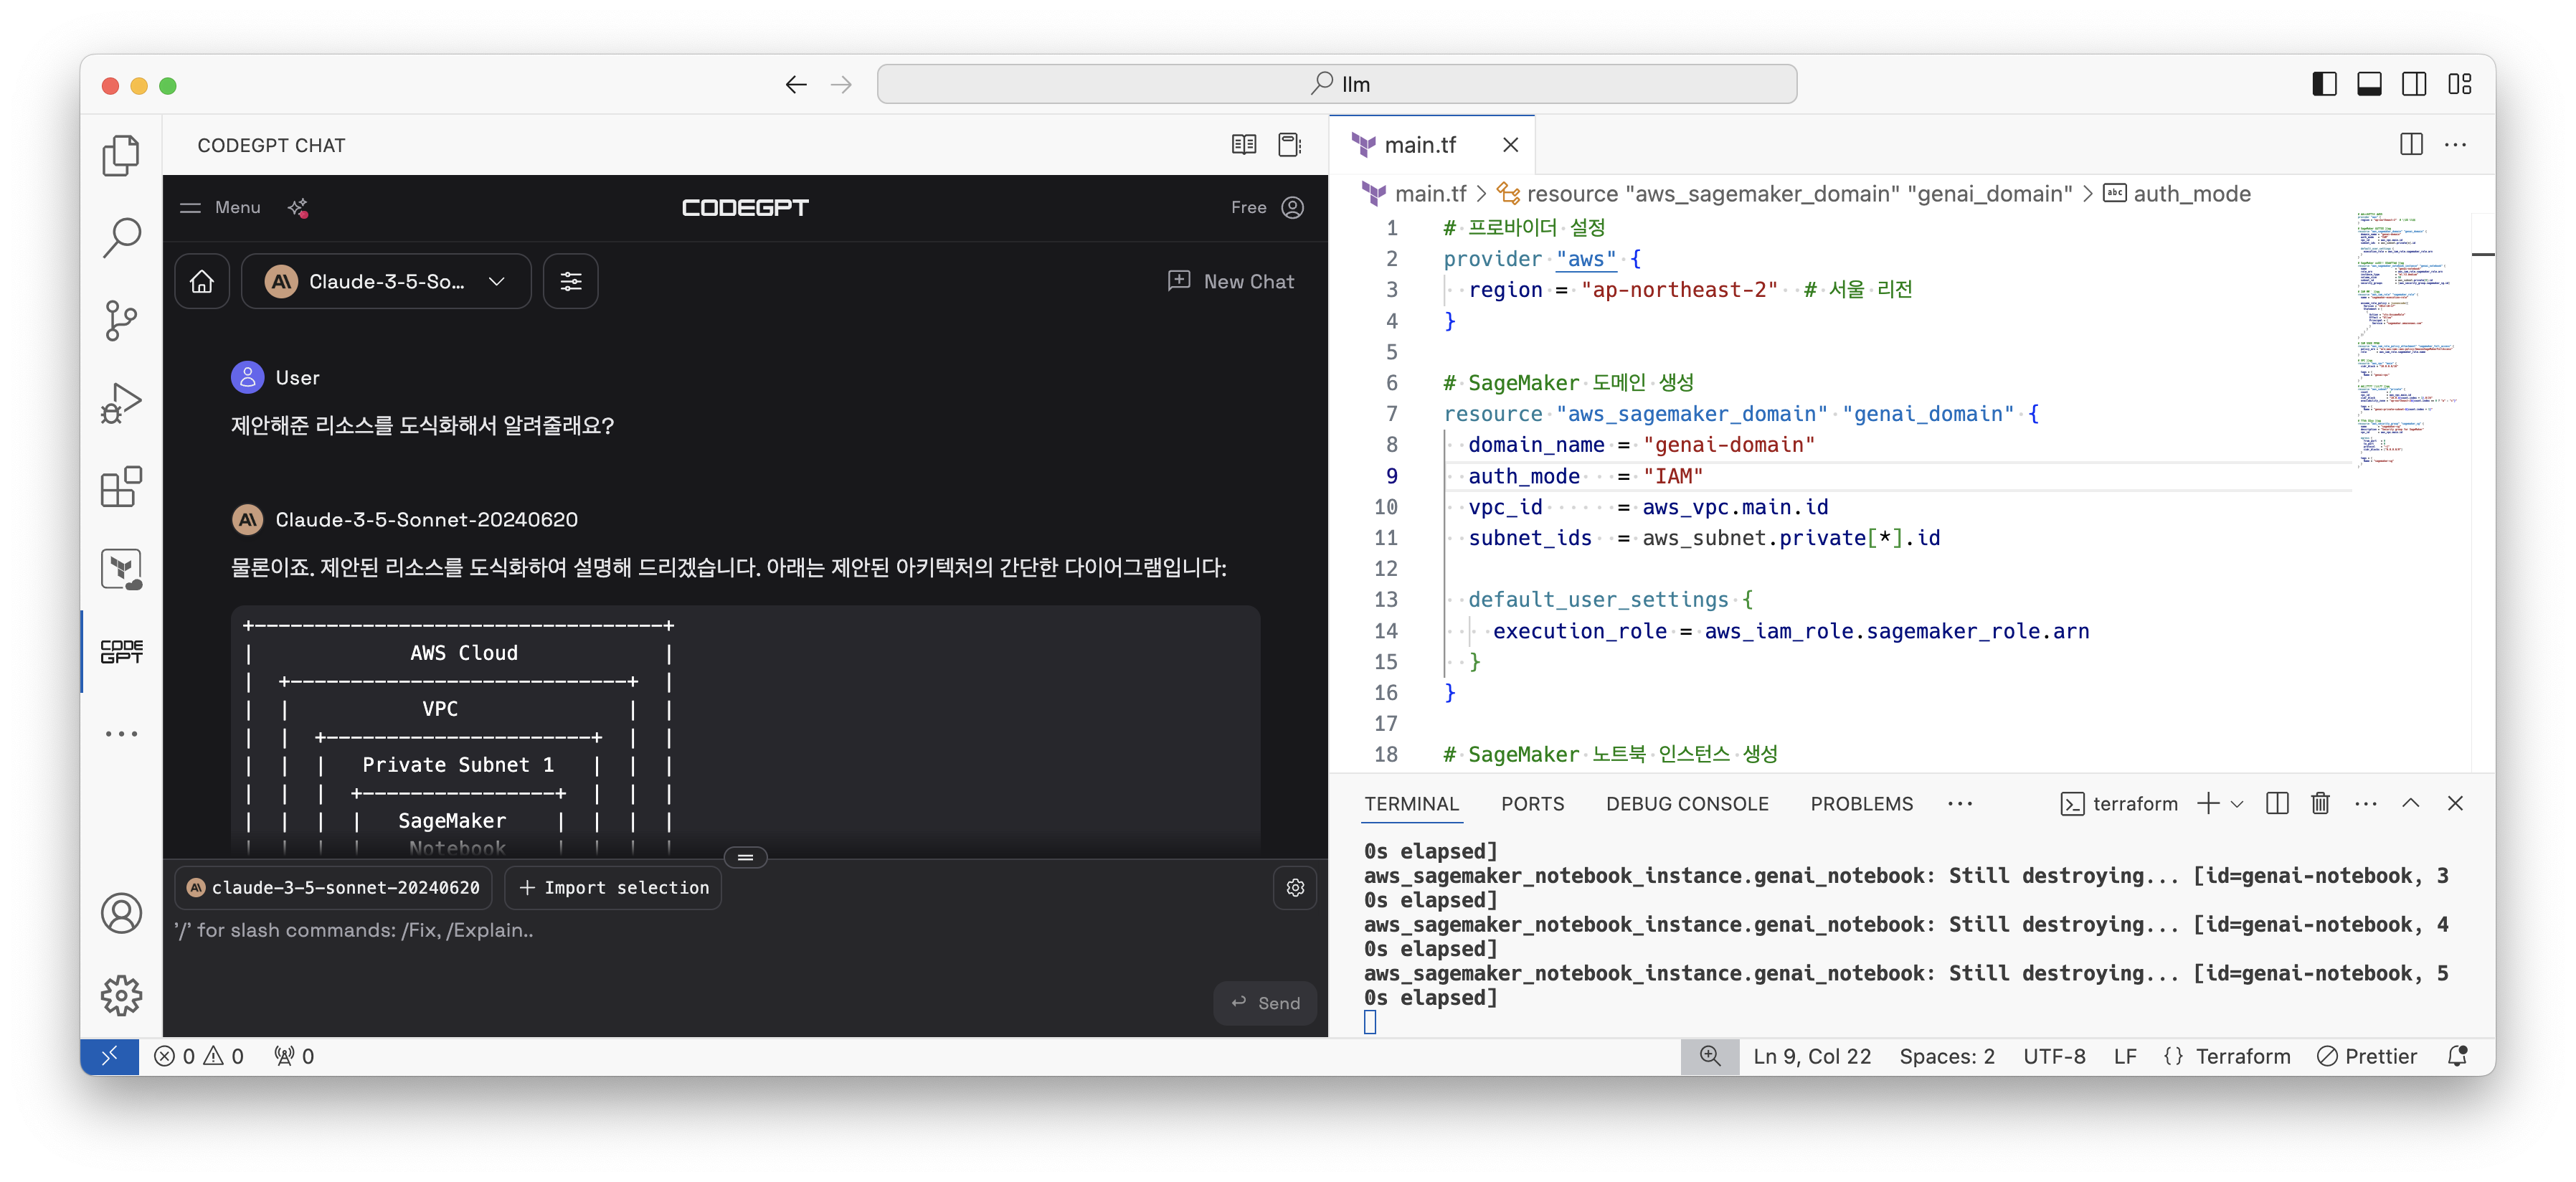 llm
CODEGPT CHAT
Menu
CODEGPT
Free
Claude-3-5-So...
New Chat
User
제안해준 리소스를 도식화해서 알려줄래요?
Claude-3-5-Sonnet-20240620
물론이죠. 제안된 리소스를 도식화하여 설명해 드리겠습니다. 아래는 제안된 아키텍처의 간단한 다이어그램입니다:
AWS Cloud
VPC
Private Subnet 1
SageMaker
Notebook
claude-3-5-sonnet-20240620
+ Import selection
'/' for slash commands: /Fix, /Explain..
Send
CODE
GPT
main.tf
main.tf > resource "aws_sagemaker_domain" "genai_domain" > abc auth_mode
1 # 프로바이더 설정
2 provider "aws" {
3 region = "ap-northeast-2" # 서울 리전
4 }
5
6 # SageMaker 도메인 생성
7 resource "aws_sagemaker_domain" "genai_domain" {
8 domain_name = "genai-domain"
9 auth_mode = "IAM"
10 vpc_id = aws_vpc.main.id
11 subnet_ids = aws_subnet.private[*].id
12
13 default_user_settings {
14 execution_role = aws_iam_role.sagemaker_role.arn
15 }
16 }
17
18 # SageMaker 노트북 인스턴스 생성
TERMINAL PORTS DEBUG CONSOLE PROBLEMS ... terraform
0s elapsed]
aws_sagemaker_notebook_instance.genai_notebook: Still destroying... [id=genai-notebook, 3
0s elapsed]
aws_sagemaker_notebook_instance.genai_notebook: Still destroying... [id=genai-notebook, 4
0s elapsed]
aws_sagemaker_notebook_instance.genai_notebook: Still destroying... [id=genai-notebook, 5
0s elapsed]
0 0 0
Ln 9, Col 22 Spaces: 2 UTF-8 LF {} Terraform Prettier